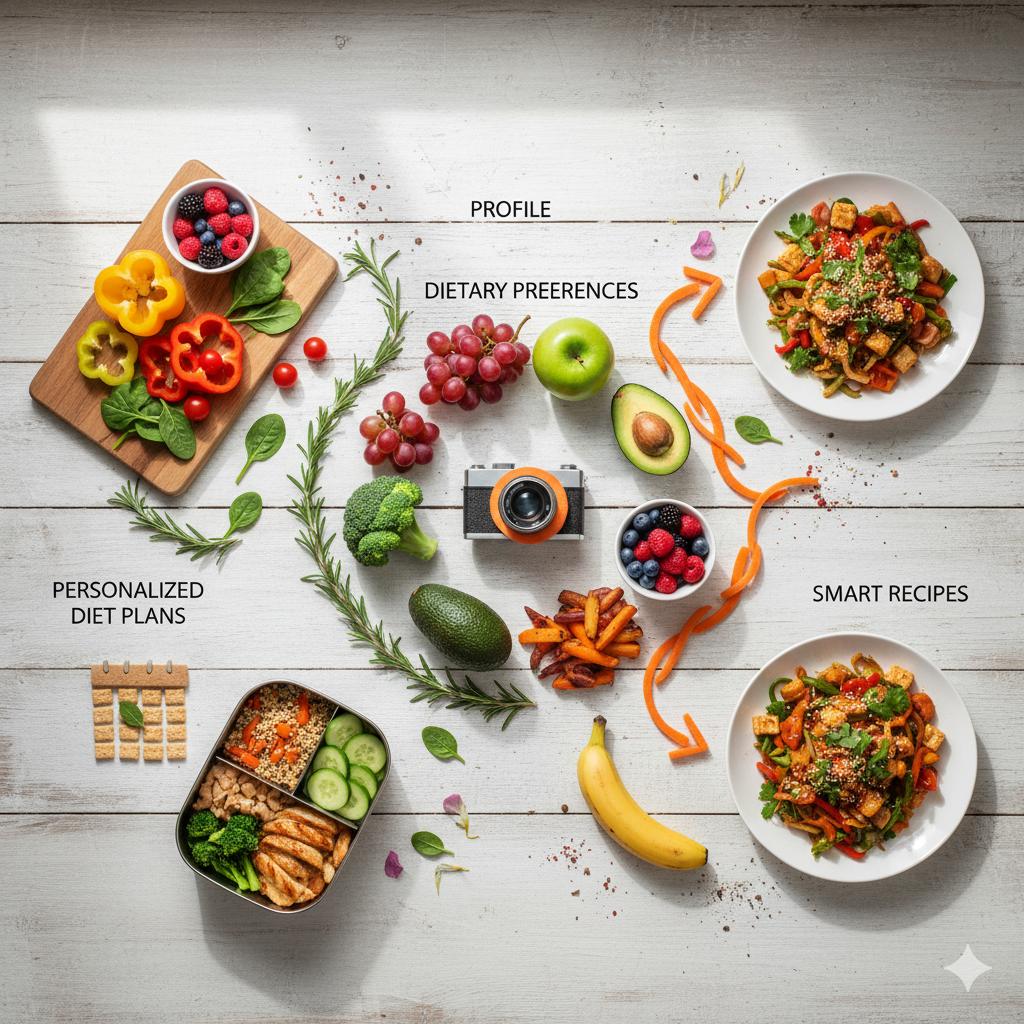 PROFILE
DIETARY PREERENCES
PERSONALIZED
DIET PLANS
SMART RECIPES